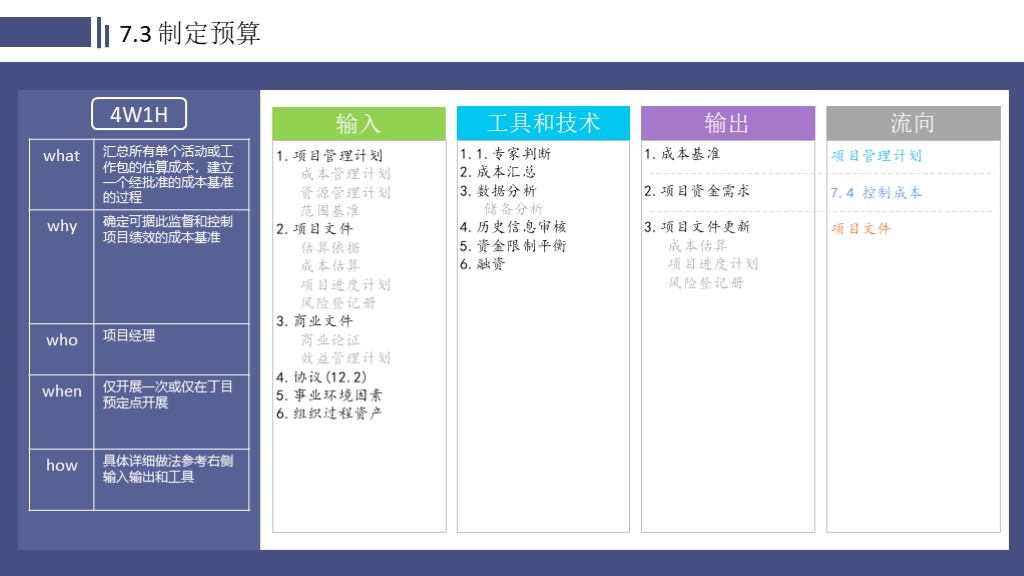 7.3 制定预算
4W1H
what
汇总所有单个活动或工
作包的估算成本，建立
一个经批准的成本基准
的过程
why
确定可据此监督和控制
项目绩效的成本基准
who
项目经理
when
仅开展一次或仅在丁目
预定点开展
how
具体详细做法参考右侧
输入输出和工具
输入
1. 项目管理计划
成本管理计划
资源管理计划
范围基准
2. 项目文件
估算依据
成本估算
项目进度计划
风险登记册
3. 商业文件
商业论证
效益管理计划
4. 协议(12.2)
5. 事业环境因素
6. 组织过程资产
工具和技术
1. 1. 专家判断
2. 成本汇总
3. 数据分析
储备分析
4. 历史信息审核
5. 资金限制平衡
6. 融资
输出
1. 成本基准
2. 项目资金需求
3. 项目文件更新
成本估算
项目进度计划
风险登记册
流向
项目管理计划
7.4 控制成本
项目文件